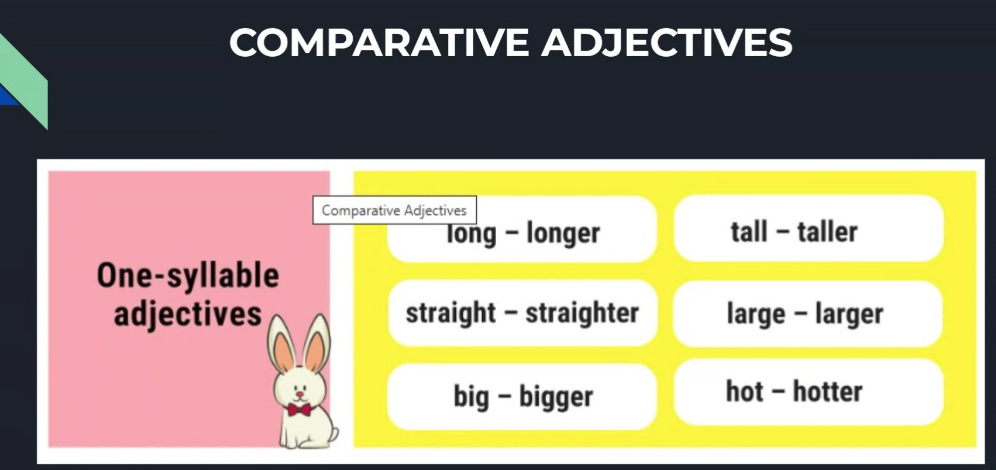 COMPARATIVE ADJECTIVES
Comparative Adjectives
One-syllable
adjectives
long – longer
tall – taller
straight – straighter
large – larger
big – bigger
hot – hotter